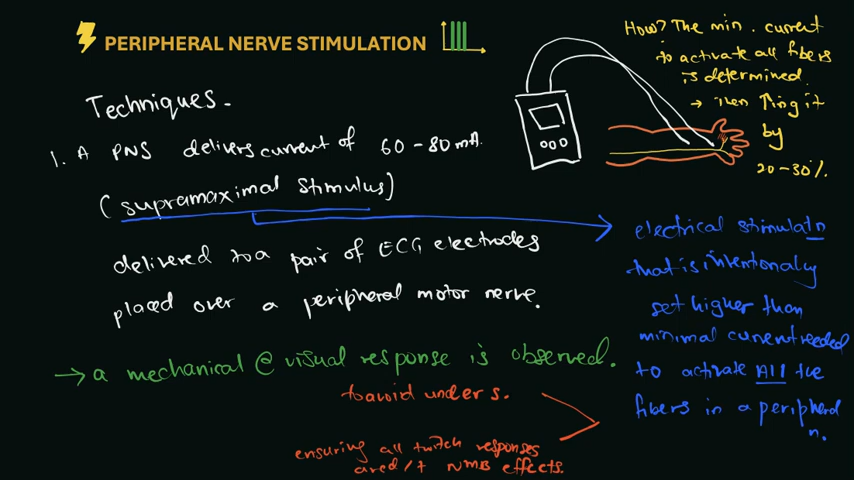 PERIPHERAL NERVE STIMULATION
Techniques.
1. A PNS delivers current of 60-80 mA.
(supramaximal stimulus)
delivered to a pair of ECG electrodes
placed over a peripheral motor nerve.
→ a mechanical @ visual response is observed.
to avoid under s.
ensuring all twitch responses
are d/t NMB effects.
How? The min. current
to activate all fibers
is determined
→ then ↑ing it
by
20-30%.
electrical stimulatn
that is intentionally
set higher than
minimal current needed
to activate All the
fibers in a peripheral
n.